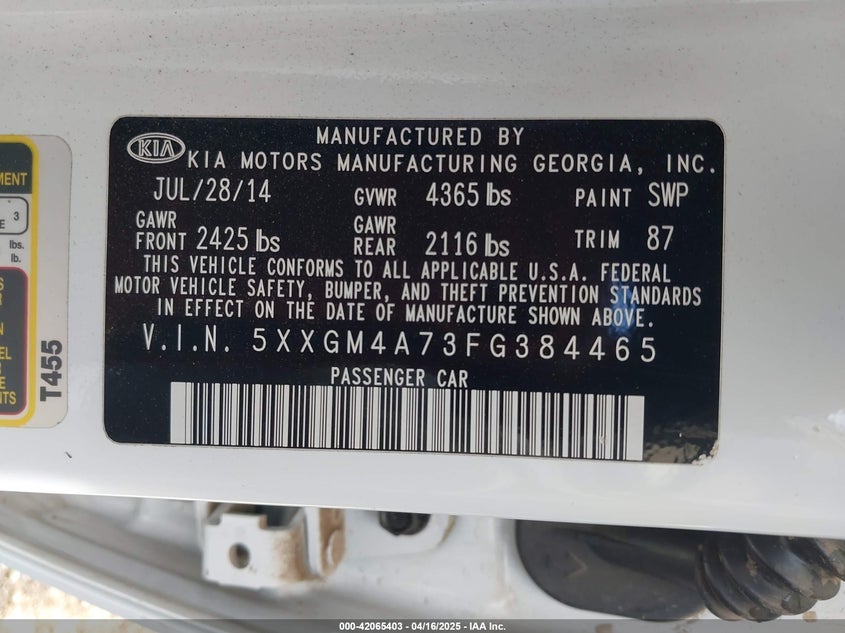 KIA
MANUFACTURED BY
KIA MOTORS MANUFACTURING GEORGIA, INC.
JUL/28/14 GVWR 4365 lbs PAINT SWP
GAWR FRONT 2425 lbs GAWR REAR 2116 lbs TRIM 87
THIS VEHICLE CONFORMS TO ALL APPLICABLE U.S.A. FEDERAL
MOTOR VEHICLE SAFETY, BUMPER, AND THEFT PREVENTION STANDARDS
IN EFFECT ON THE DATE OF MANUFACTURE SHOWN ABOVE.
V.I.N. 5XXGM4A73FG384465
PASSENGER CAR
3
lbs.
lb.
T455
000-42065403 - 04/16/2025 - IAA Inc.